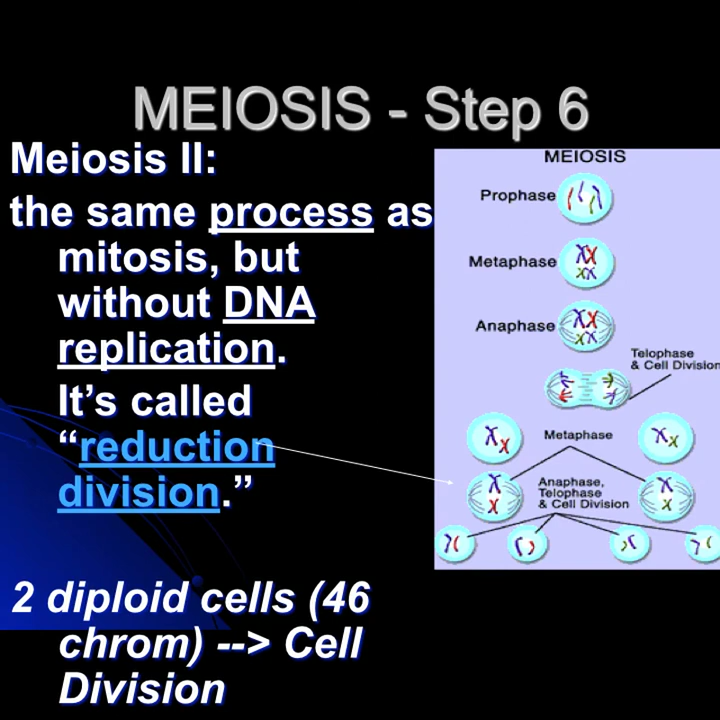 MEIOSIS - Step 6
Meiosis II:
the same process as
mitosis, but
without DNA
replication.
It’s called
“reduction
division.”
2 diploid cells (46
chrom) --> Cell
Division
MEIOSIS
Prophase
Metaphase
Anaphase
Telophase
& Cell Division
Metaphase
Anaphase,
Telophase
& Cell Division